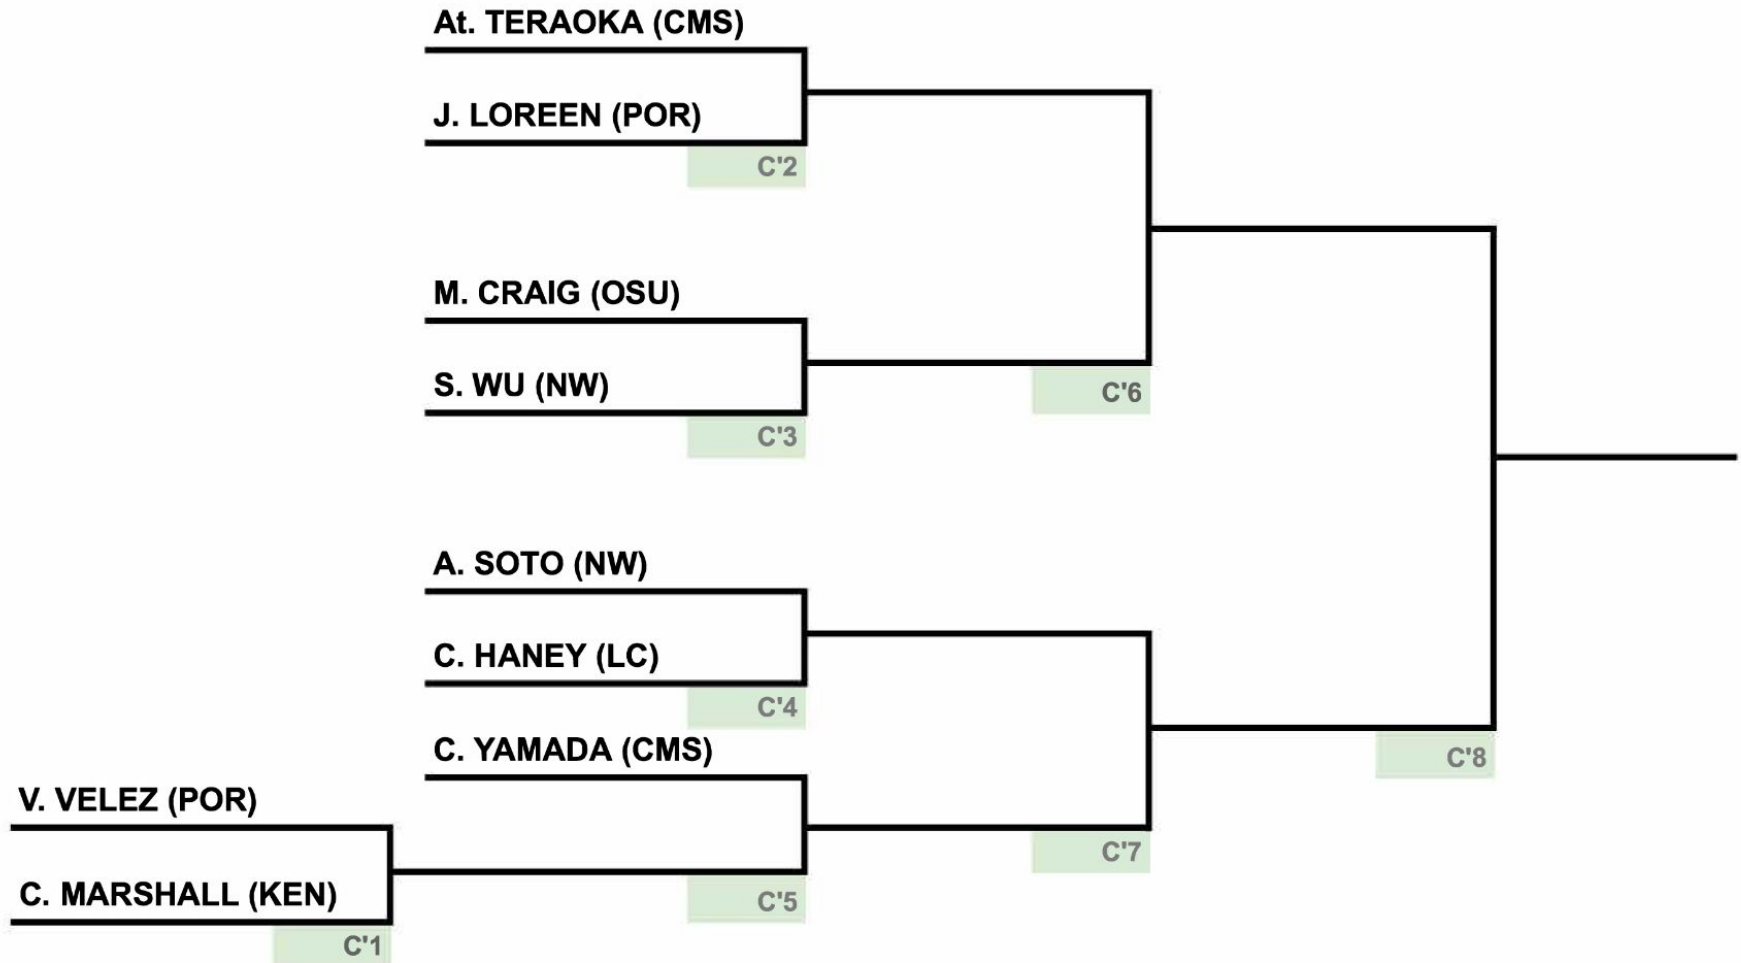 At. TERAOKA (CMS)
J. LOREEN (POR)
C'2
M. CRAIG (OSU)
S. WU (NW)
C'6
C'3
A. SOTO (NW)
C. HANEY (LC)
C'4
C. YAMADA (CMS)
C'8
V. VELEZ (POR)
C'7
C. MARSHALL (KEN)
C'5
C'1